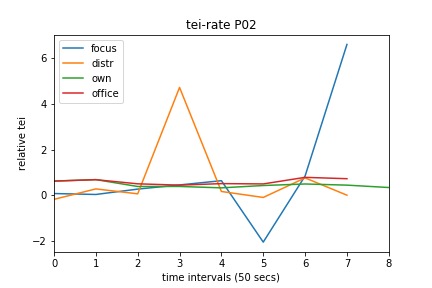 tei-rate P02
focus
distr
own
office
relative tei
6
4
2
0
−2
0 1 2 3 4 5 6 7 8
time intervals (50 secs)